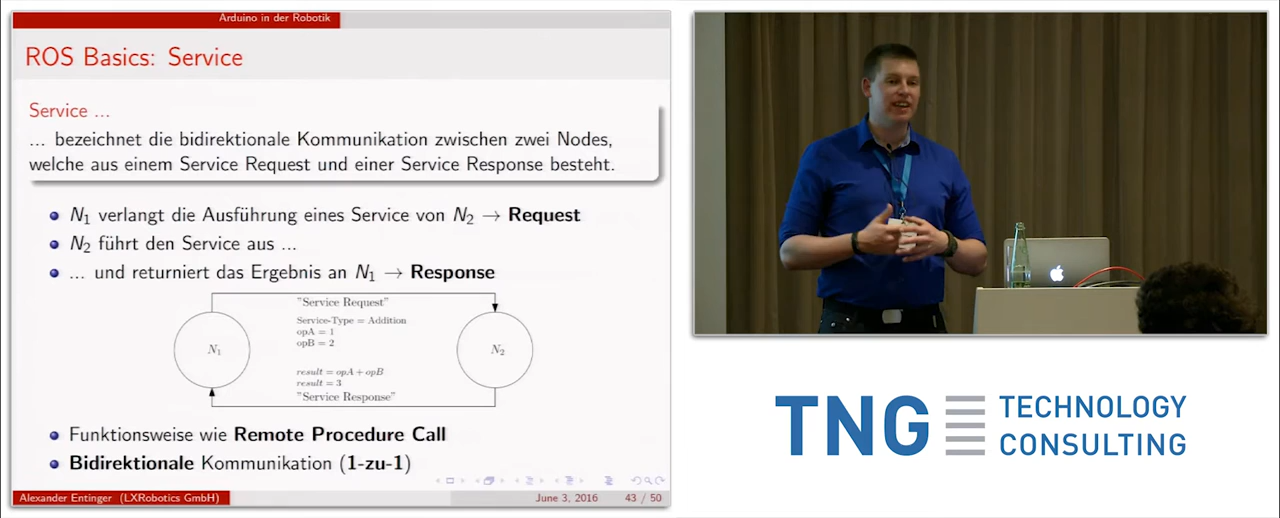 Arduino in der Robotik
ROS Basics: Service
Service ...
... bezeichnet die bidirektionale Kommunikation zwischen zwei Nodes,
welche aus einem Service Request und einer Service Response besteht.
N1 verlangt die Ausführung eines Service von N2 → Request
N2 führt den Service aus ...
... und returniert das Ergebnis an N1 → Response
"Service Request"
Service-Type = Addition
opA = 1
opB = 2
N1
N2
result = opA + opB
result = 3
"Service Response"
Funktionsweise wie Remote Procedure Call
Bidirektionale Kommunikation (1-zu-1)
Alexander Entinger (LXRobotics GmbH)
June 3, 2016
43 / 50
TNG TECHNOLOGY
CONSULTING